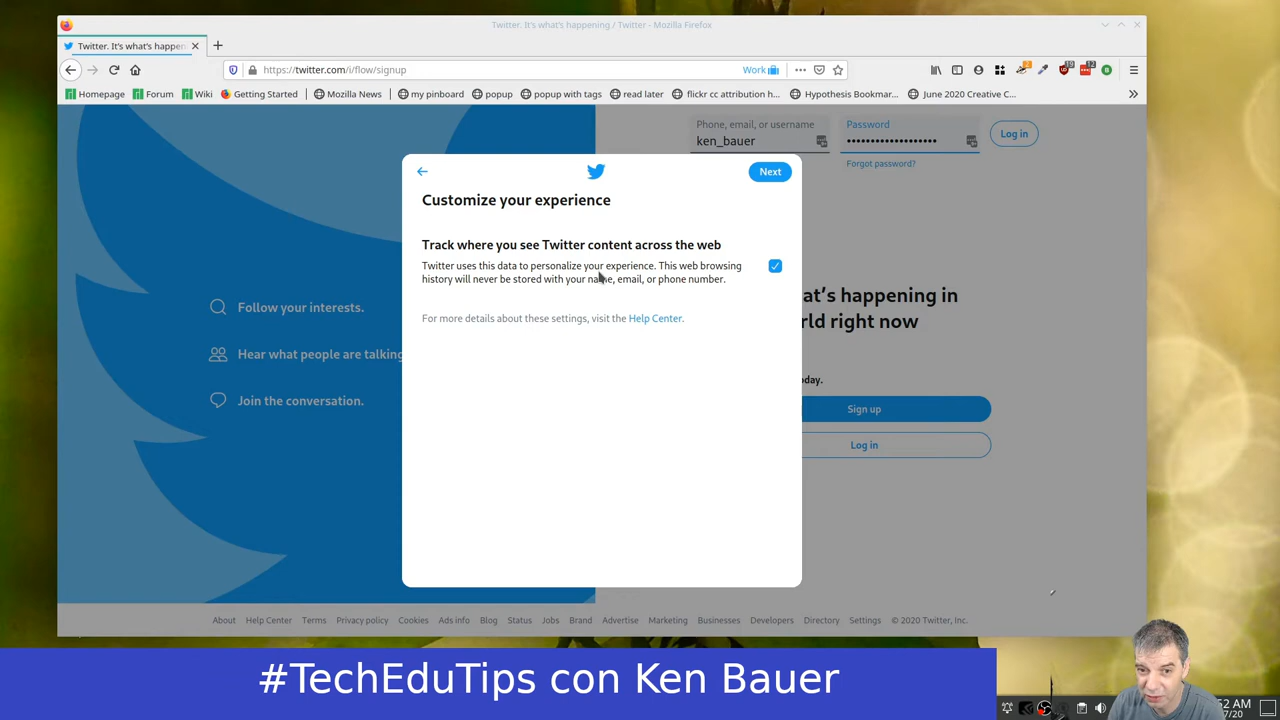 Twitter. It's what's happening / Twitter - Mozilla Firefox
Twitter. It's what's happen
https://twitter.com/i/flow/signup
Work
Homepage
Forum
Wiki
Getting Started
Mozilla News
my pinboard
popup
popup with tags
read later
flickr cc attribution h...
Hypothesis Bookmar...
June 2020 Creative C...
Phone, email, or username
ken_bauer
Password
Log in
Forgot password?
Next
Customize your experience
Track where you see Twitter content across the web
Twitter uses this data to personalize your experience. This web browsing
history will never be stored with your name, email, or phone number.
For more details about these settings, visit the Help Center.
Follow your interests.
Hear what people are talking
Join the conversation.
at's happening in
rld right now
oday.
Sign up
Log in
About Help Center Terms Privacy policy Cookies Ads info Blog Status Jobs Brand Advertise Marketing Businesses Developers Directory Settings © 2020 Twitter, Inc.
#TechEduTips con Ken Bauer
52 AM
7/20